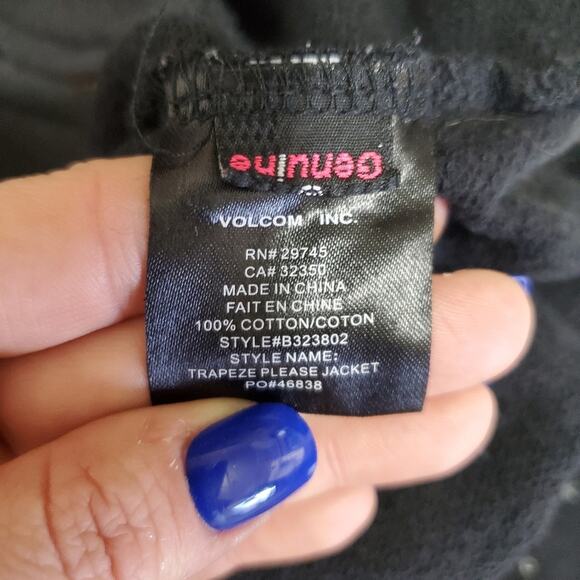 Genuine
VOLCOM INC.
RN# 29745
CA# 32350
MADE IN CHINA
FAIT EN CHINE
100% COTTON/COTON
STYLE#B323802
STYLE NAME:
TRAPEZE PLEASE JACKET
PO#46838